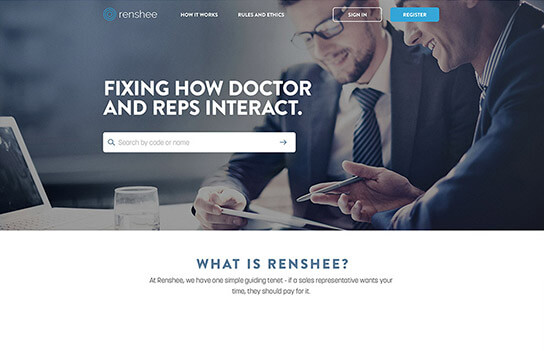 renshee HOW IT WORKS RULES AND ETHICS SIGN IN REGISTER
FIXING HOW DOCTOR
AND REPS INTERACT.
Search by code or name
WHAT IS RENSHEE?
At Renshee, we have one simple guiding tenet - if a sales representative wants your
time, they should pay for it.